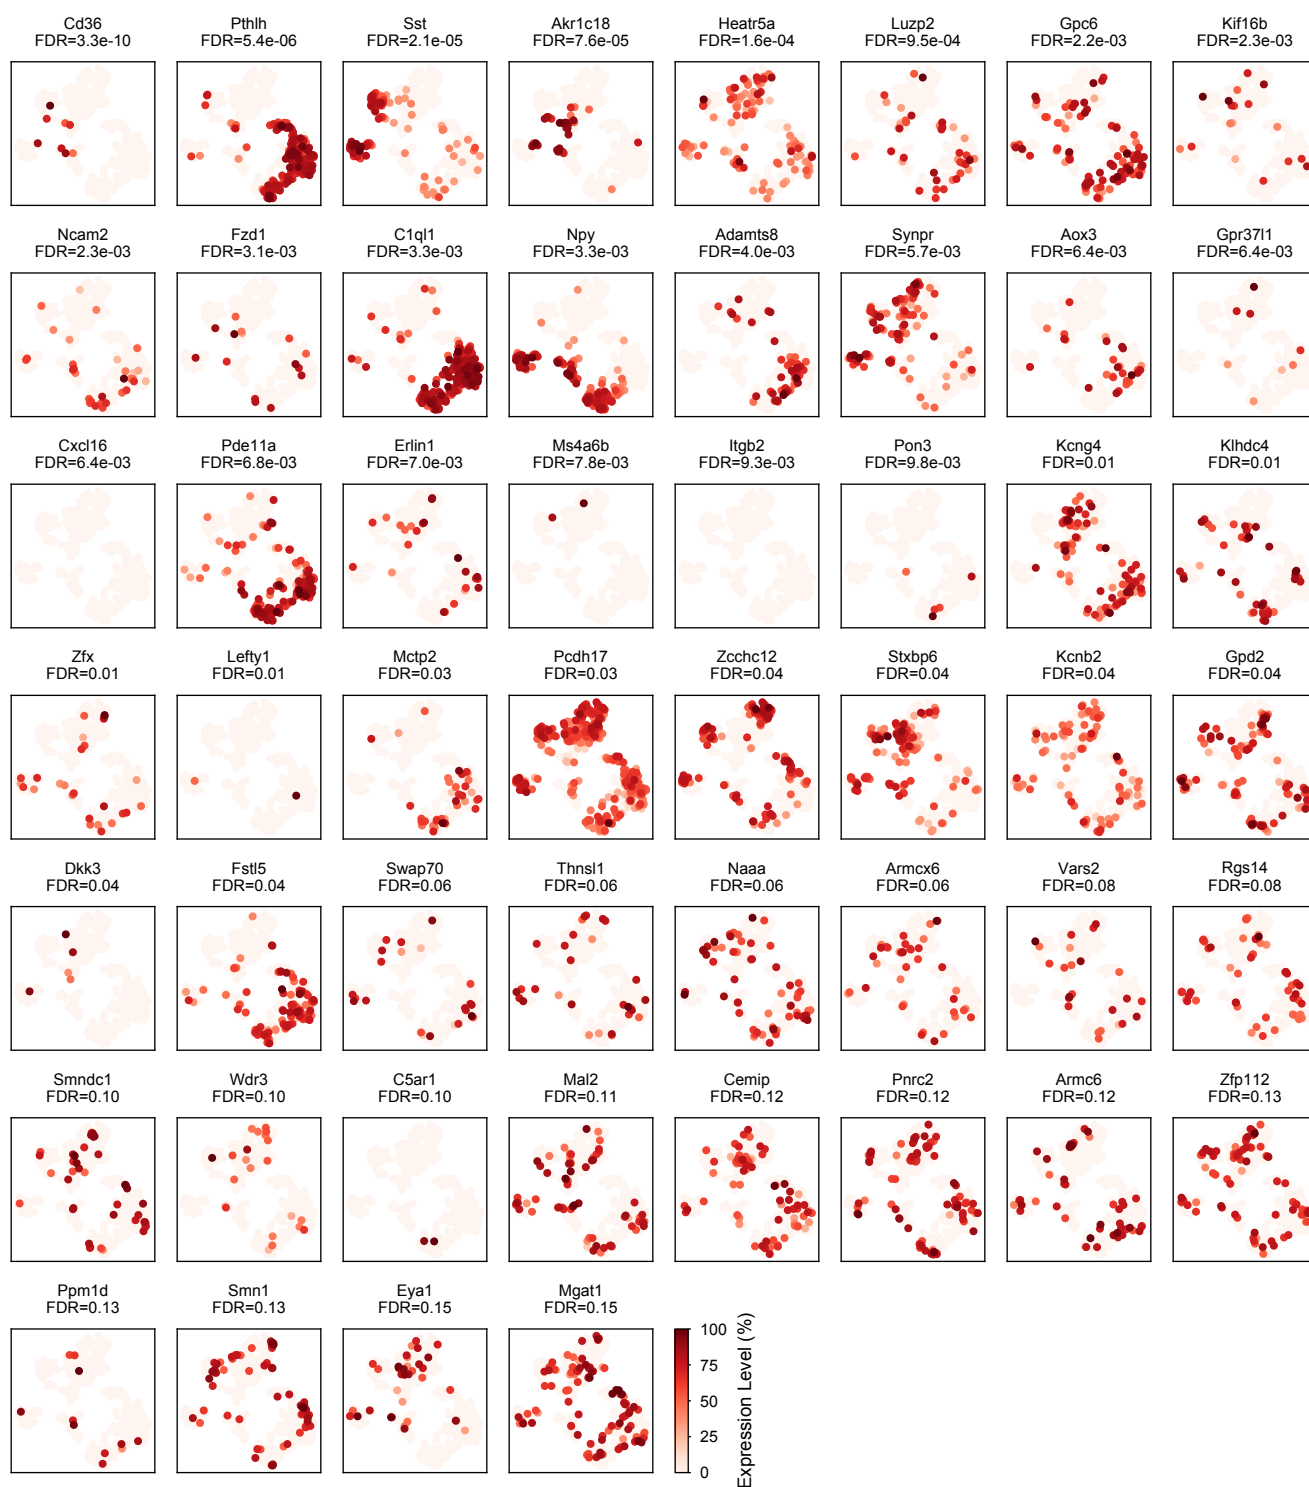 Cd36 Pthlh Sst Akr1c18 Heatr5a Luzp2 Gpc6 Kif16b
FDR=3.3e-10 FDR=5.4e-06 FDR=2.1e-05 FDR=7.6e-05 FDR=1.6e-04 FDR=9.5e-04 FDR=2.2e-03 FDR=2.3e-03
Ncam2 Fzd1 C1ql1 Npy Adamts8 Synpr Aox3 Gpr37l1
FDR=2.3e-03 FDR=3.1e-03 FDR=3.3e-03 FDR=3.3e-03 FDR=4.0e-03 FDR=5.7e-03 FDR=6.4e-03 FDR=6.4e-03
Cxcl16 Pde11a Erlin1 Ms4a6b Itgb2 Pon3 Kcng4 Klhdc4
FDR=6.4e-03 FDR=6.8e-03 FDR=7.0e-03 FDR=7.8e-03 FDR=9.3e-03 FDR=9.8e-03 FDR=0.01 FDR=0.01
Zfx Lefty1 Mctp2 Pcdh17 Zcchc12 Stxbp6 Kcnb2 Gpd2
FDR=0.01 FDR=0.01 FDR=0.03 FDR=0.03 FDR=0.04 FDR=0.04 FDR=0.04 FDR=0.04
Dkk3 Fstl5 Swap70 Thnsl1 Naaa Armcx6 Vars2 Rgs14
FDR=0.04 FDR=0.04 FDR=0.06 FDR=0.06 FDR=0.06 FDR=0.06 FDR=0.08 FDR=0.08
Smndc1 Wdr3 C5ar1 Mal2 Cemip Pnrc2 Armc6 Zfp112
FDR=0.10 FDR=0.10 FDR=0.10 FDR=0.11 FDR=0.12 FDR=0.12 FDR=0.12 FDR=0.13
Ppm1d Smn1 Eya1 Mgat1
FDR=0.13 FDR=0.13 FDR=0.15 FDR=0.15
100
75
50
25
0
Expression Level (%)